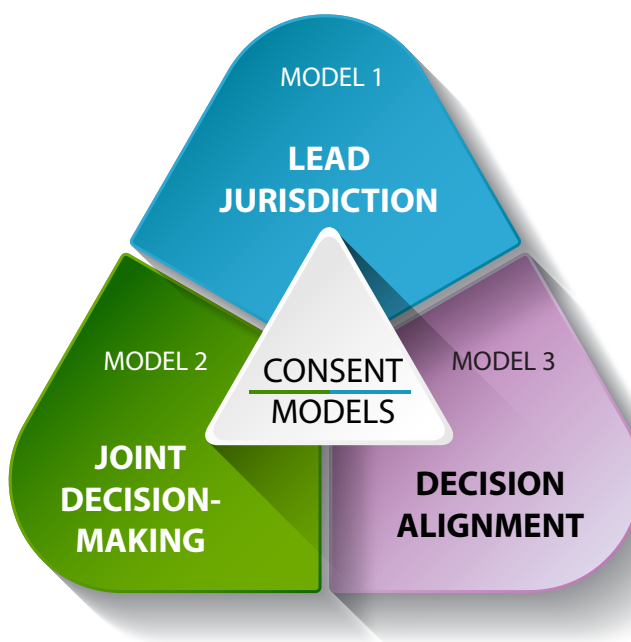 MODEL 1
LEAD
JURISDICTION
CONSENT
MODELS
MODEL 2
JOINT
DECISION-
MAKING
MODEL 3
DECISION
ALIGNMENT